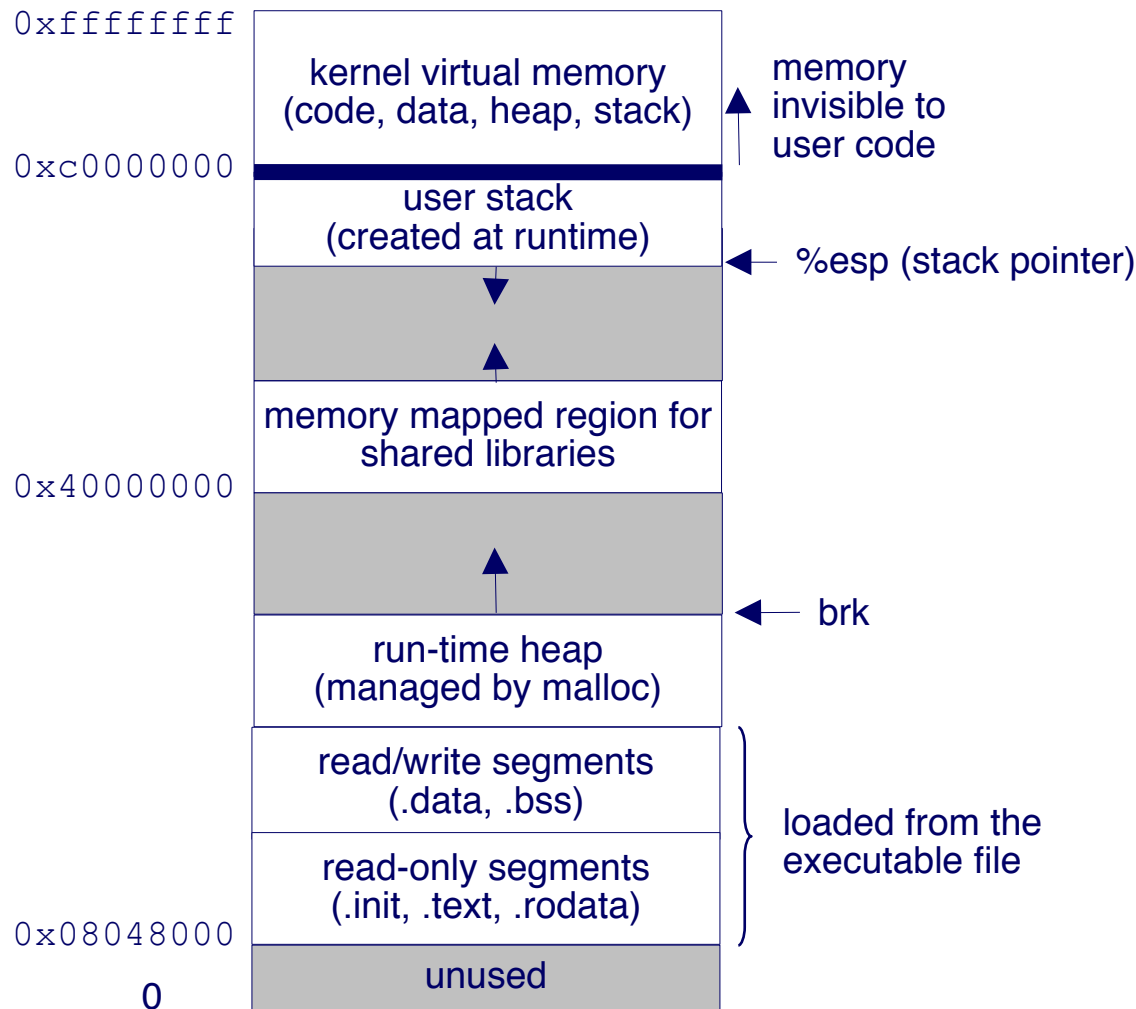 0xffffffff
kernel virtual memory
(code, data, heap, stack)
memory
invisible to
user code
0xc0000000
user stack
(created at runtime)
%esp (stack pointer)
memory mapped region for
shared libraries
0x40000000
brk
run-time heap
(managed by malloc)
read/write segments
(.data, .bss)
loaded from the
executable file
read-only segments
(.init, .text, .rodata)
0x08048000
unused
0